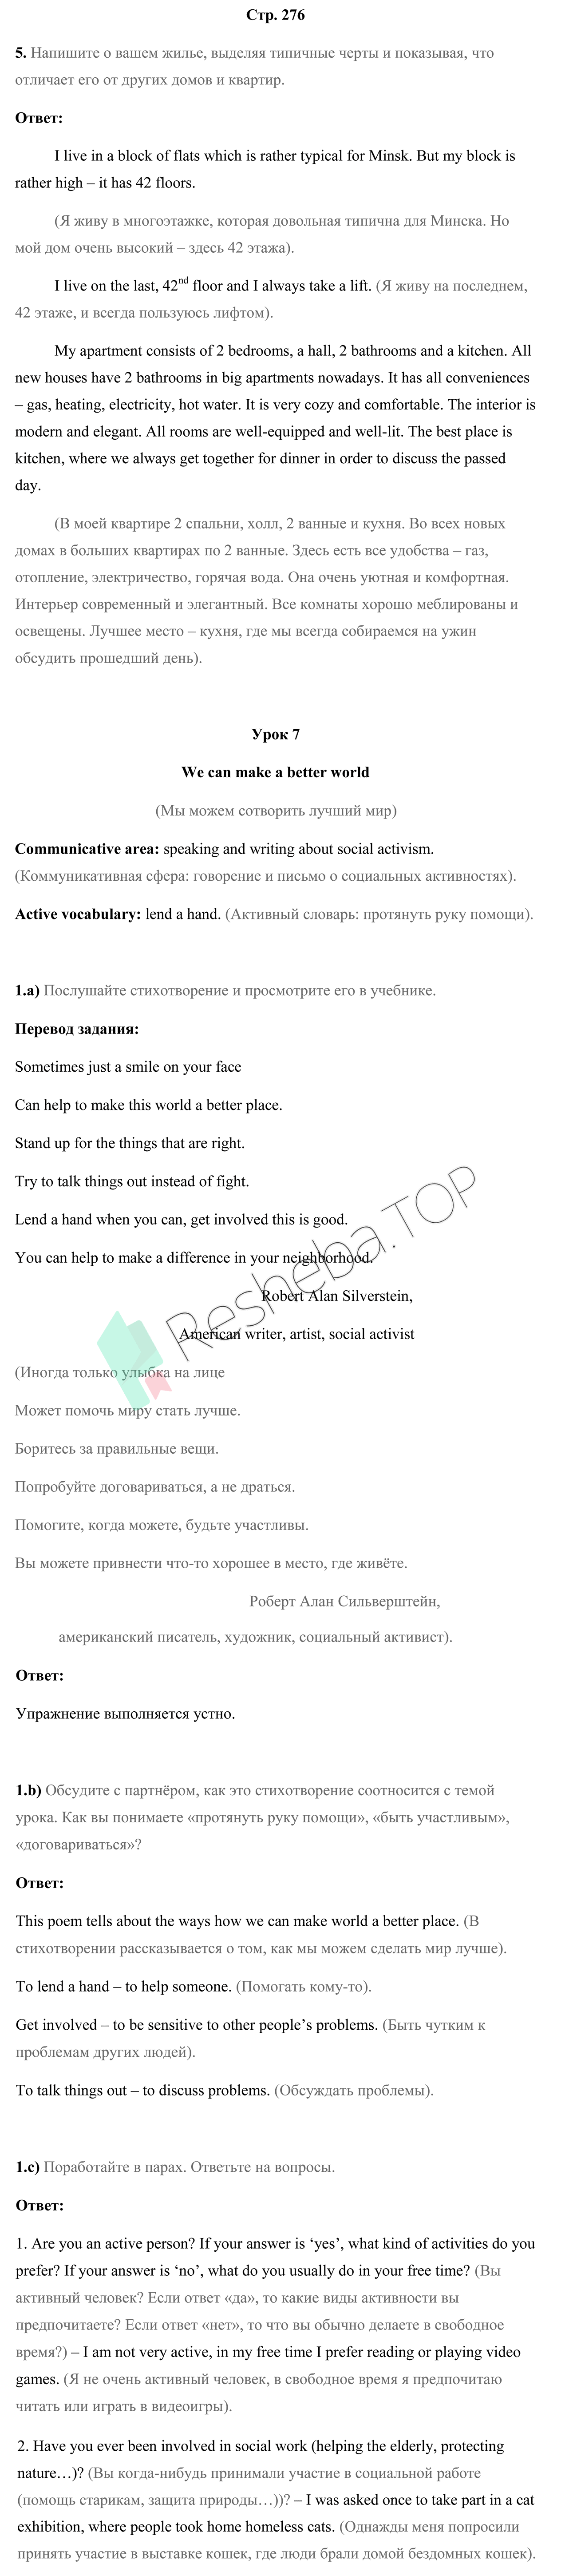 Стр. 276
5. Напишите о вашем жилье, выделяя типичные черты и показывая, что
отличает его от других домов и квартир.
Ответ:
I live in a block of flats which is rather typical for Minsk. But my block is
rather high – it has 42 floors.
(Я живу в многоэтажке, которая довольная типична для Минска. Но
мой дом очень высокий – здесь 42 этажа).
I live on the last, 42nd floor and I always take a lift. (Я живу на последнем,
42 этаже, и всегда пользуюсь лифтом).
My apartment consists of 2 bedrooms, a hall, 2 bathrooms and a kitchen. All
new houses have 2 bathrooms in big apartments nowadays. It has all conveniences
– gas, heating, electricity, hot water. It is very cozy and comfortable. The interior is
modern and elegant. All rooms are well-equipped and well-lit. The best place is
kitchen, where we always get together for dinner in order to discuss the passed
day.
(В моей квартире 2 спальни, холл, 2 ванные и кухня. Во всех новых
домах в больших квартирах по 2 ванные. Здесь есть все удобства – газ,
отопление, электричество, горячая вода. Она очень уютная и комфортная.
Интерьер современный и элегантный. Все комнаты хорошо меблированы и
освещены. Лучшее место – кухня, где мы всегда собираемся на ужин
обсудить прошедший день).
Урок 7
We can make a better world
(Мы можем сотворить лучший мир)
Communicative area: speaking and writing about social activism.
(Коммуникативная сфера: говорение и письмо о социальных активностях).
Active vocabulary: lend a hand. (Активный словарь: протянуть руку помощи).
1.a) Послушайте стихотворение и просмотрите его в учебнике.
Перевод задания:
Sometimes just a smile on your face
Can help to make this world a better place.
Stand up for the things that are right.
Try to talk things out instead of fight.
Lend a hand when you can, get involved this is good.
You can help to make a difference in your neighborhood.
Robert Alan Silverstein,
American writer, artist, social activist
Resheba.TOP
(Иногда только улыбка на лице
Может помочь миру стать лучше.
Боритесь за правильные вещи.
Попробуйте договариваться, а не драться.
Помогите, когда можете, будьте участливы.
Вы можете привнести что-то хорошее в место, где живёте.
Роберт Алан Сильверштейн,
американский писатель, художник, социальный активист).
Ответ:
Упражнение выполняется устно.
1.b) Обсудите с партнёром, как это стихотворение соотносится с темой
урока. Как вы понимаете «протянуть руку помощи», «быть участливым»,
«договариваться»?
Ответ:
This poem tells about the ways how we can make world a better place. (В
стихотворении рассказывается о том, как мы можем сделать мир лучше).
To lend a hand – to help someone. (Помогать кому-то).
Get involved – to be sensitive to other people’s problems. (Быть чутким к
проблемам других людей).
To talk things out – to discuss problems. (Обсуждать проблемы).
1.c) Поработайте в парах. Ответьте на вопросы.
Ответ:
1. Are you an active person? If your answer is ‘yes’, what kind of activities do you
prefer? If your answer is ‘no’, what do you usually do in your free time? (Вы
активный человек? Если ответ «да», то какие виды активности вы
предпочитаете? Если ответ «нет», то что вы обычно делаете в свободное
время?) – I am not very active, in my free time I prefer reading or playing video
games. (Я не очень активный человек, в свободное время я предпочитаю
читать или играть в видеоигры).
2. Have you ever been involved in social work (helping the elderly, protecting
nature…)? (Вы когда-нибудь принимали участие в социальной работе
(помощь старикам, защита природы…))? – I was asked once to take part in a cat
exhibition, where people took home homeless cats. (Однажды меня попросили
принять участие в выставке кошек, где люди брали домой бездомных кошек).